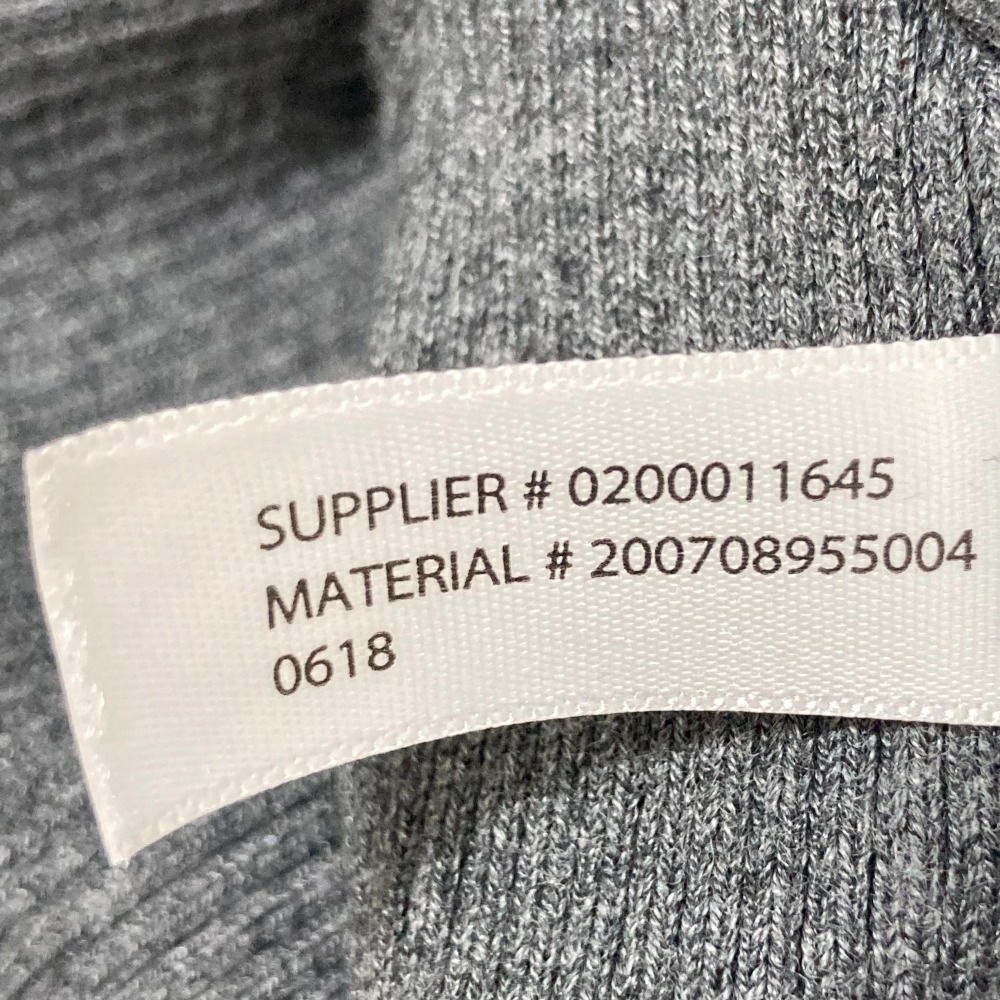 SUPPLIER # 0200011645
MATERIAL # 200708955004
0618